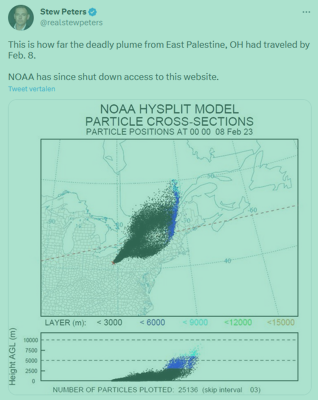 Stew Peters
@realstewpeters
This is how far the deadly plume from East Palestine, OH had traveled by
Feb. 8.
NOAA has since shut down access to this website.
Tweet vertalen
NOAA HYSPLIT MODEL
PARTICLE CROSS-SECTIONS
PARTICLE POSITIONS AT 00 00 08 Feb 23
40
LAYER (m): < 3000 < 6000 < 9000 <12000 <15000
Height AGL (m)
10000
7500
5000
2500
0
NUMBER OF PARTICLES PLOTTED: 25136 (skip interval 03)